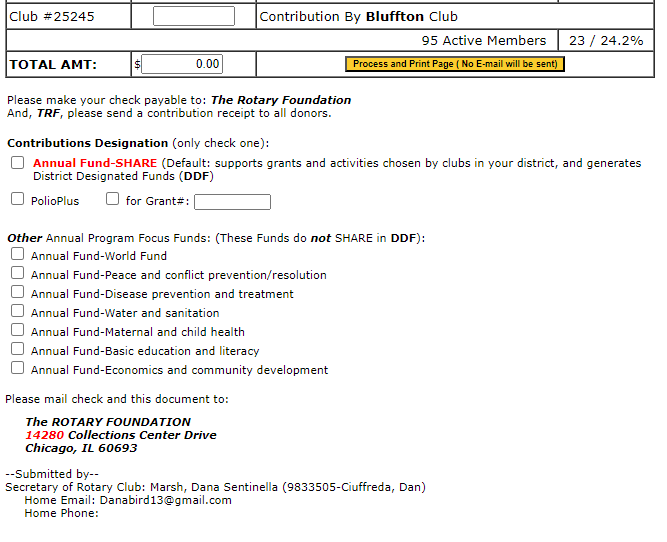 Club #25245 Contribution By Bluffton Club
95 Active Members 23 / 24.2%
TOTAL AMT: $ 0.00 Process and Print Page ( No E-mail will be sent)
Please make your check payable to: The Rotary Foundation
And, TRF, please send a contribution receipt to all donors.
Contributions Designation (only check one):
Annual Fund-SHARE (Default: supports grants and activities chosen by clubs in your district, and generates
District Designated Funds (DDF)
PolioPlus for Grant#:
Other Annual Program Focus Funds: (These Funds do not SHARE in DDF):
Annual Fund-World Fund
Annual Fund-Peace and conflict prevention/resolution
Annual Fund-Disease prevention and treatment
Annual Fund-Water and sanitation
Annual Fund-Maternal and child health
Annual Fund-Basic education and literacy
Annual Fund-Economics and community development
Please mail check and this document to:
The ROTARY FOUNDATION
14280 Collections Center Drive
Chicago, IL 60693
--Submitted by--
Secretary of Rotary Club: Marsh, Dana Sentinella (9833505-Ciuffreda, Dan)
Home Email: Danabird13@gmail.com
Home Phone: